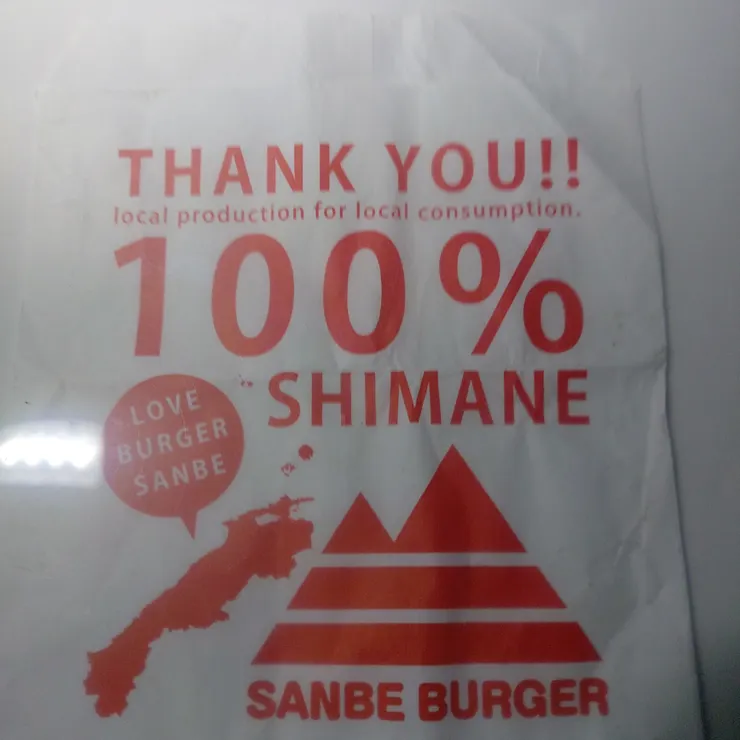 THANK YOU!!
local production for local consumption.
100%
SHIMANE
LOVE
BURGER
SANBE
SANBE BURGER